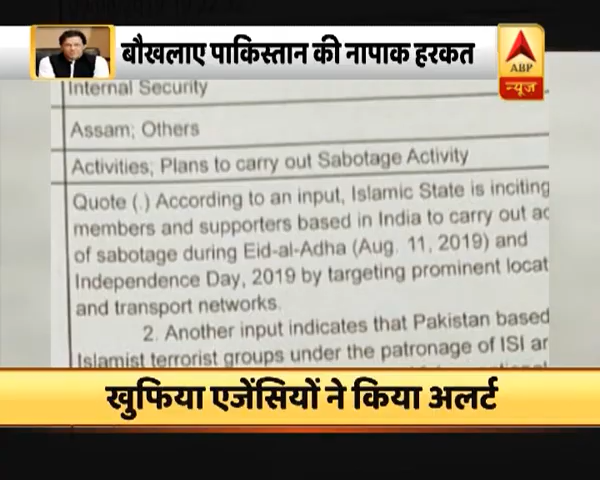 बौखलाए पाकिस्तान की नापाक हरकत
ABP
न्यूज़
Internal Security
Assam; Others
Activities; Plans to carry out Sabotage Activity
Quote (.) According to an input, Islamic State is inciting
members and supporters based in India to carry out ac
of sabotage during Eid-al-Adha (Aug. 11, 2019) and
Independence Day, 2019 by targeting prominent locat
and transport networks.
2. Another input indicates that Pakistan based
Islamist terrorist groups under the patronage of ISI ar
खुफिया एजेंसियों ने किया अलर्ट